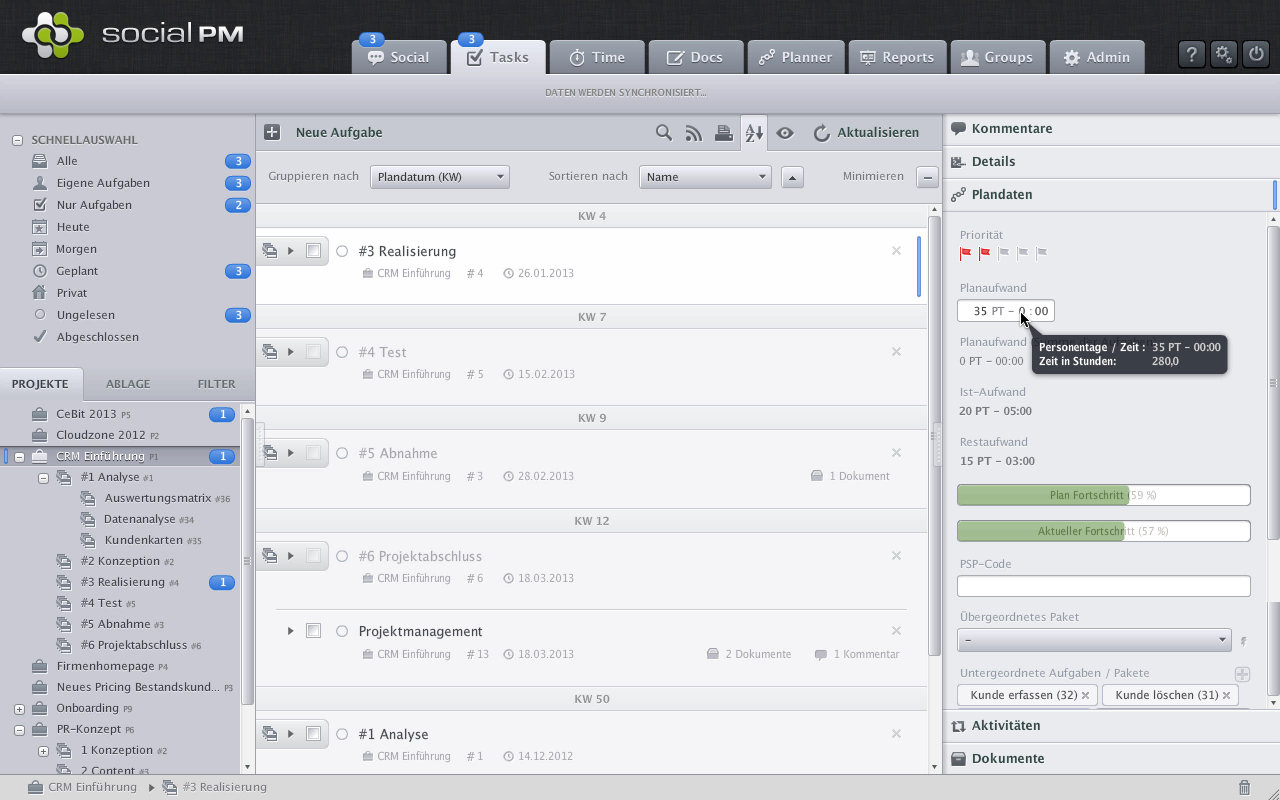 social PM
3
Social
3
Tasks
Time
Docs
Planner
Reports
Groups
Admin
?
DATEN WERDEN SYNCHRONISIERT...
SCHNELLAUSWAHL
Alle 3
Eigene Aufgaben 3
Nur Aufgaben 2
Heute
Morgen
Geplant 3
Privat
Ungelesen 3
Abgeschlossen
PROJEKTE ABLAGE FILTER
CeBit 2013 P5 1
Cloudzone 2012 P2
CRM Einführung P1 1
#1 Analyse #1
Auswertungsmatrix #36
Datenanalyse #34
Kundenkarten #35
#2 Konzeption #2
#3 Realisierung #4 1
#4 Test #5
#5 Abnahme #3
#6 Projektabschluss #6
Firmenhomepage P4
Neues Pricing Bestandskund... P3
Onboarding P9
PR-Konzept P6
1 Konzeption #2
2 Content #3
Neue Aufgabe
A Z
Aktualisieren
Gruppieren nach Plandatum (KW) Sortieren nach Name Minimieren
KW 4
#3 Realisierung
CRM Einführung # 4 26.01.2013
KW 7
#4 Test
CRM Einführung # 5 15.02.2013
KW 9
#5 Abnahme
CRM Einführung # 3 28.02.2013 1 Dokument
KW 12
#6 Projektabschluss
CRM Einführung # 6 18.03.2013
Projektmanagement
CRM Einführung # 13 18.03.2013 2 Dokumente 1 Kommentar
KW 50
#1 Analyse
CRM Einführung # 1 14.12.2012
Kommentare
Details
Plandaten
Priorität
Planaufwand
35 PT – 0 : 00
Personentage / Zeit : 35 PT – 00:00
Zeit in Stunden: 280,0
Planaufwand
0 PT – 00:00
Ist-Aufwand
20 PT – 05:00
Restaufwand
15 PT – 03:00
Plan Fortschritt (59 %)
Aktueller Fortschritt (57 %)
PSP-Code
Übergeordnetes Paket
–
Untergeordnete Aufgaben / Pakete
Kunde erfassen (32) Kunde löschen (31)
Aktivitäten
Dokumente
CRM Einführung #3 Realisierung